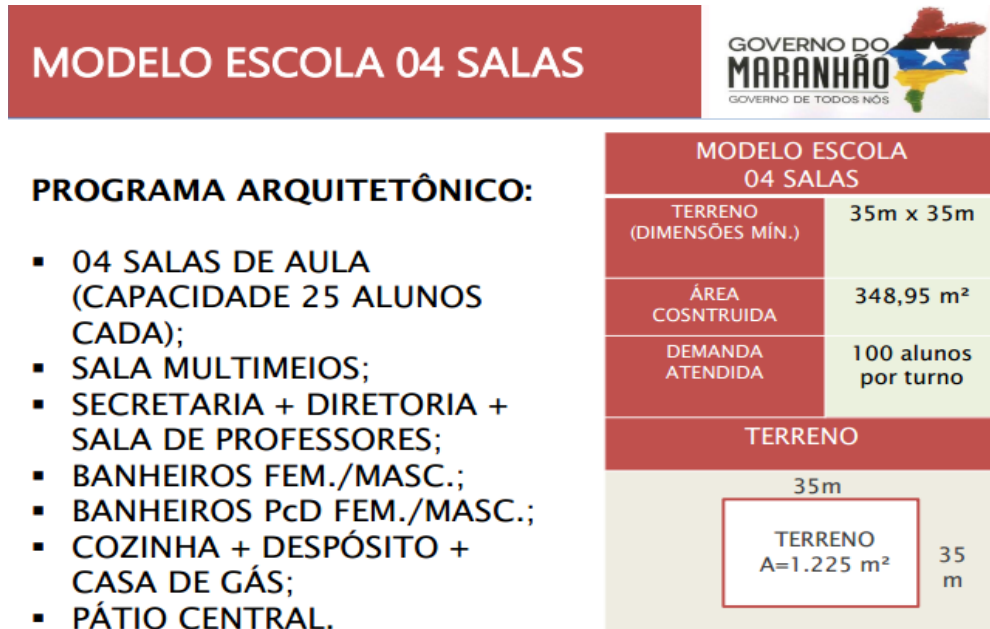 MODELO ESCOLA 04 SALAS
GOVERNO DO
MARANHÃO
GOVERNO DE TODOS NÓS
PROGRAMA ARQUITETÔNICO:
▪ 04 SALAS DE AULA
(CAPACIDADE 25 ALUNOS
CADA);
▪ SALA MULTIMEIOS;
▪ SECRETARIA + DIRETORIA +
SALA DE PROFESSORES;
▪ BANHEIROS FEM./MASC.;
▪ BANHEIROS PcD FEM./MASC.;
▪ COZINHA + DESPÓSITO +
CASA DE GÁS;
▪ PÁTIO CENTRAL.
MODELO ESCOLA
04 SALAS
TERRENO
(DIMENSÕES MÍN.)
35m x 35m
ÁREA
COSNTRUIDA
348,95 m²
DEMANDA
ATENDIDA
100 alunos
por turno
TERRENO
35m
TERRENO
A=1.225 m²
35
m